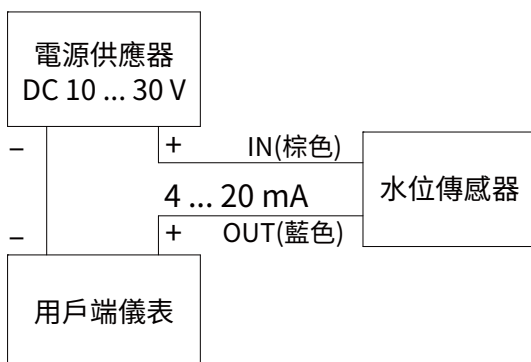 電源供應器
DC 10 ... 30 V
−
+
IN(棕色)
水位傳感器
4 ... 20 mA
−
+
OUT(藍色)
用戶端儀表